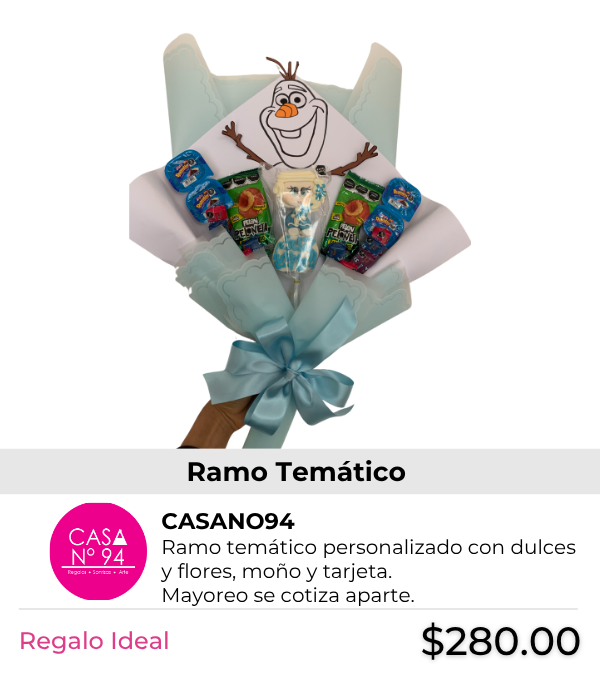 Ramo Temático
CASA
Nº 94
Regalos + Sonrisas + Arte
CASANO94
Ramo temático personalizado con dulces
y flores, moño y tarjeta.
Mayoreo se cotiza aparte.
Regalo Ideal
$280.00